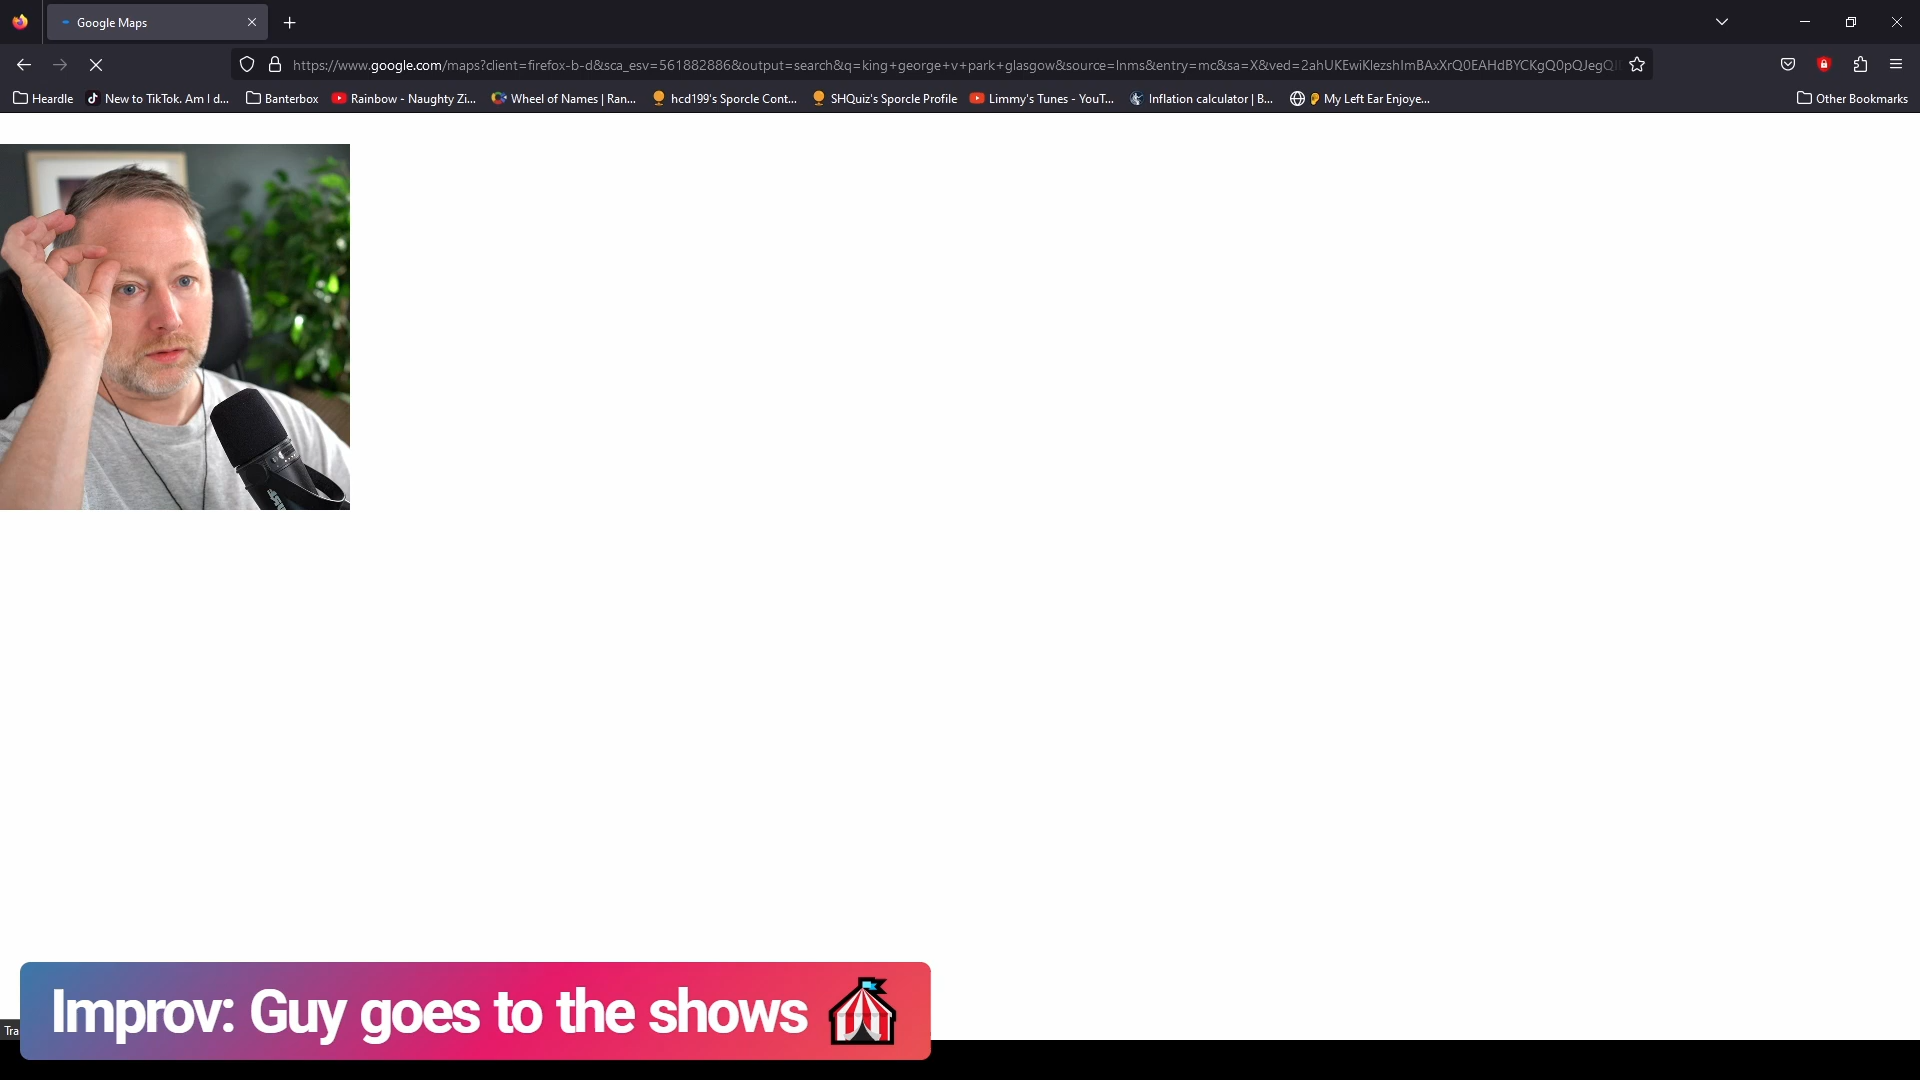 Google Maps
https://www.google.com/maps?client=firefox-b-d&sca_esv=561882886&output=search&q=king+george+v+park+glasgow&source=lnms&entry=mc&sa=X&ved=
Heardle
New to TikTok. Am I d...
Banterbox
Rainbow - Naughty Zi...
Wheel of Names | Ran...
hcd199's Sporcle Cont...
SHQuiz's Sporcle Profile
Limmy's Tunes - YouT...
Inflation calculator | B...
My Left Ear Enjoye...
Other Bookmarks
Improv: Guy goes to the shows
Tra